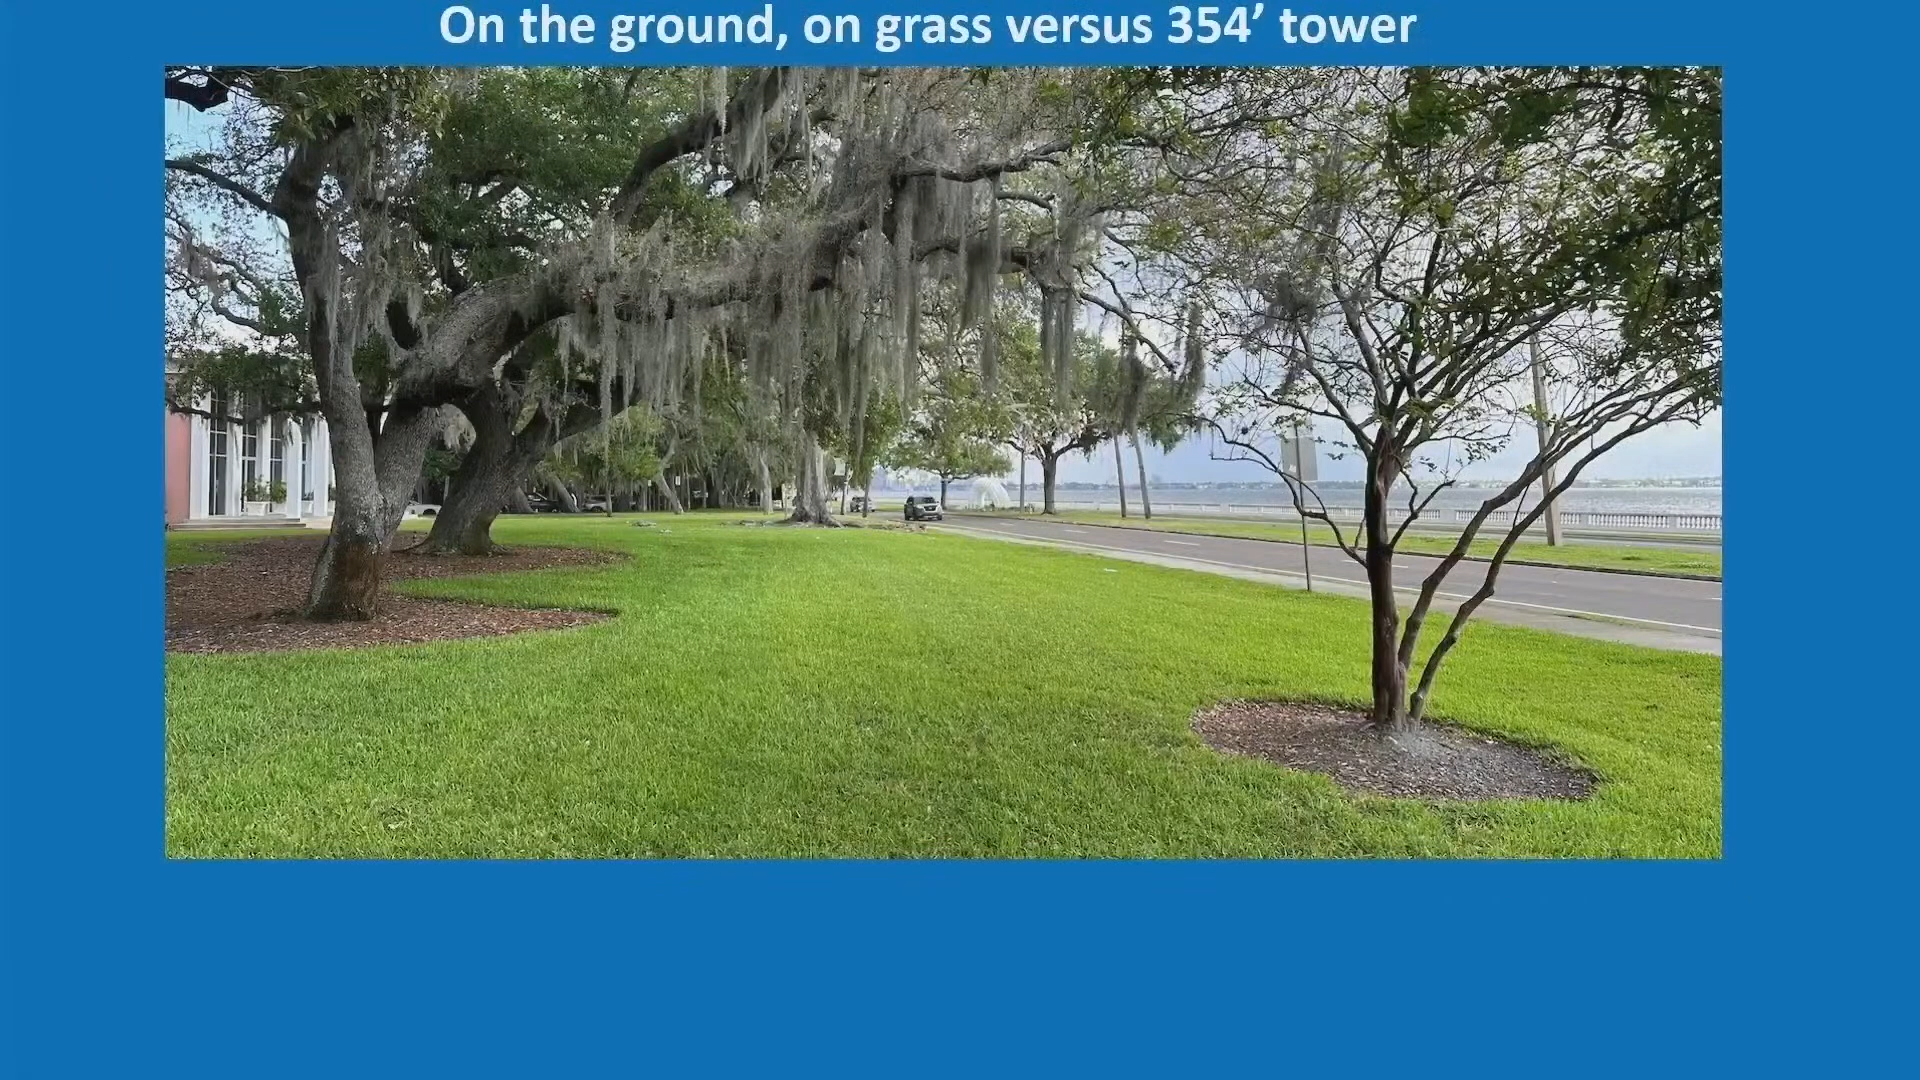 On the ground, on grass versus 354’ tower